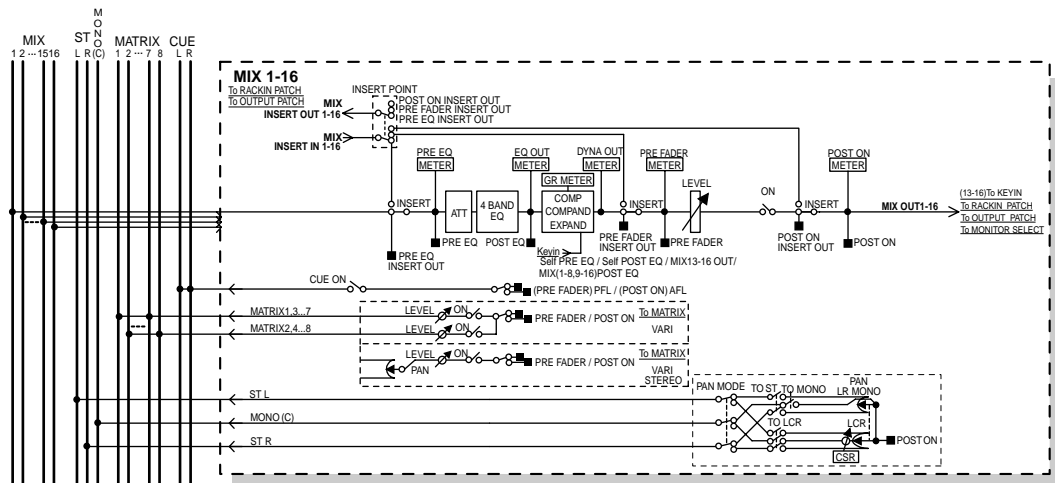 MIX
1 2 ··· 15 16
ST
L R
MONO
(C)
MATRIX
1 2 ··· 7 8
CUE
L R
MIX 1-16
To RACKIN PATCH
To OUTPUT PATCH
INSERT POINT
MIX
INSERT OUT 1-16
MIX
INSERT IN 1-16
POST ON INSERT OUT
PRE FADER INSERT OUT
PRE EQ INSERT OUT
PRE EQ
METER
EQ OUT
METER
DYNA OUT
METER
PRE FADER
METER
POST ON
METER
GR METER
INSERT
ATT
4 BAND
EQ
COMP
COMPAND
EXPAND
INSERT
LEVEL
ON
INSERT
MIX OUT1-16
(13-16)To KEYIN
To RACKIN PATCH
To OUTPUT PATCH
To MONITOR SELECT
PRE EQ
INSERT OUT
PRE EQ
POST EQ
Keyin
Self PRE EQ / Self POST EQ / MIX13-16 OUT/
MIX(1-8,9-16)POST EQ
PRE FADER
INSERT OUT
PRE FADER
POST ON
INSERT OUT
POST ON
CUE ON
(PRE FADER) PFL / (POST ON) AFL
MATRIX1,3...7
LEVEL
ON
PRE FADER / POST ON
To MATRIX
MATRIX2,4...8
LEVEL
ON
VARI
LEVEL
ON
PAN
PRE FADER / POST ON
To MATRIX
VARI
STEREO
ST L
MONO (C)
ST R
PAN MODE
TO ST
TO MONO
PAN
LR MONO
TO LCR
LCR
CSR
POST ON